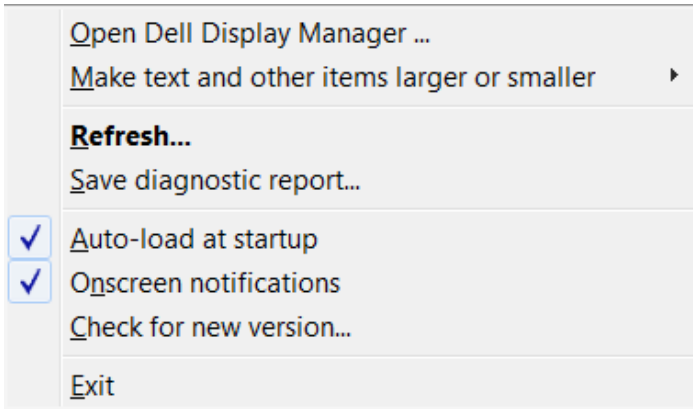 Open Dell Display Manager ...
Make text and other items larger or smaller
Refresh...
Save diagnostic report...
Auto-load at startup
Onscreen notifications
Check for new version...
Exit